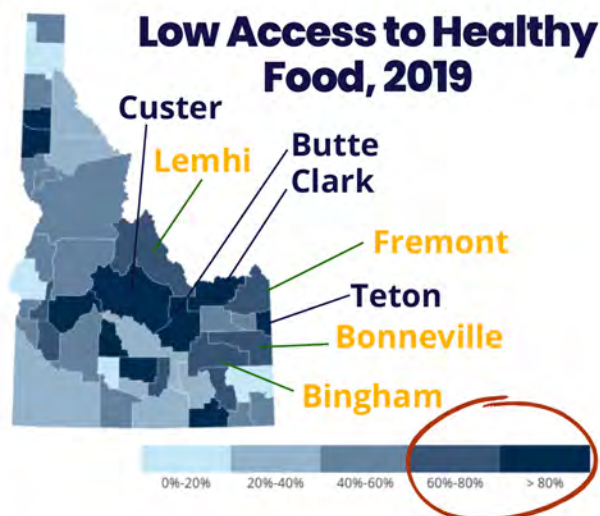 Low Access to Healthy
Food, 2019
Custer
Lemhi
Butte
Clark
Fremont
Teton
Bonneville
Bingham
0%-20%
20%-40%
40%-60%
60%-80%
> 80%